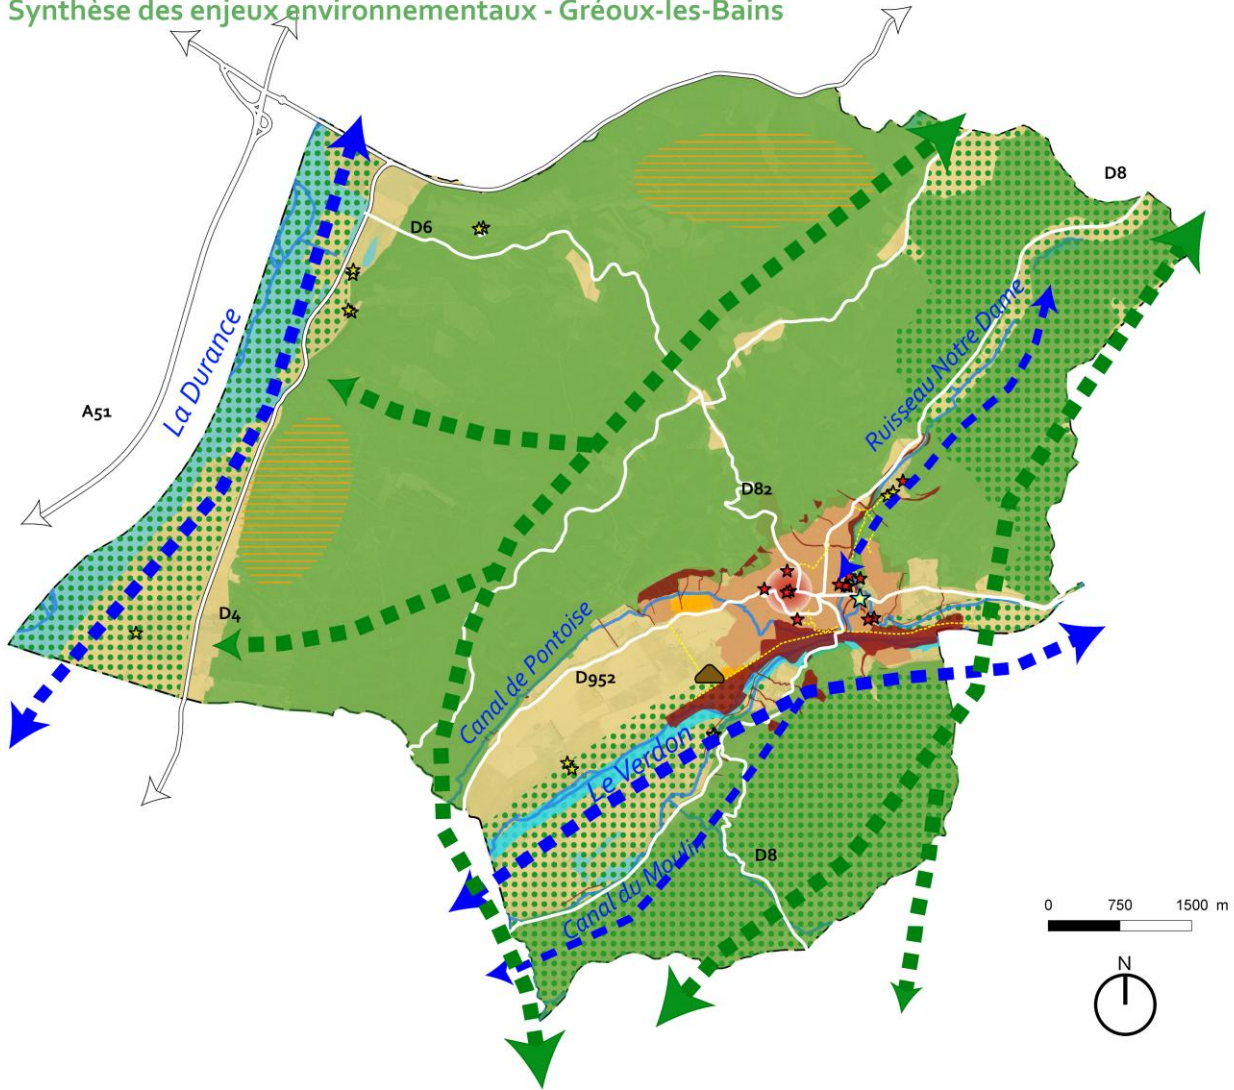 Synthèse des enjeux environnementaux - Gréoux-les-Bains
D8
D6
La Durance
Ruisseau Notre Dame
A51
D82
D4
Canal de Pontoise
D952
Le Verdon
D8
Canal du Moulin
0 750 1500 m
N